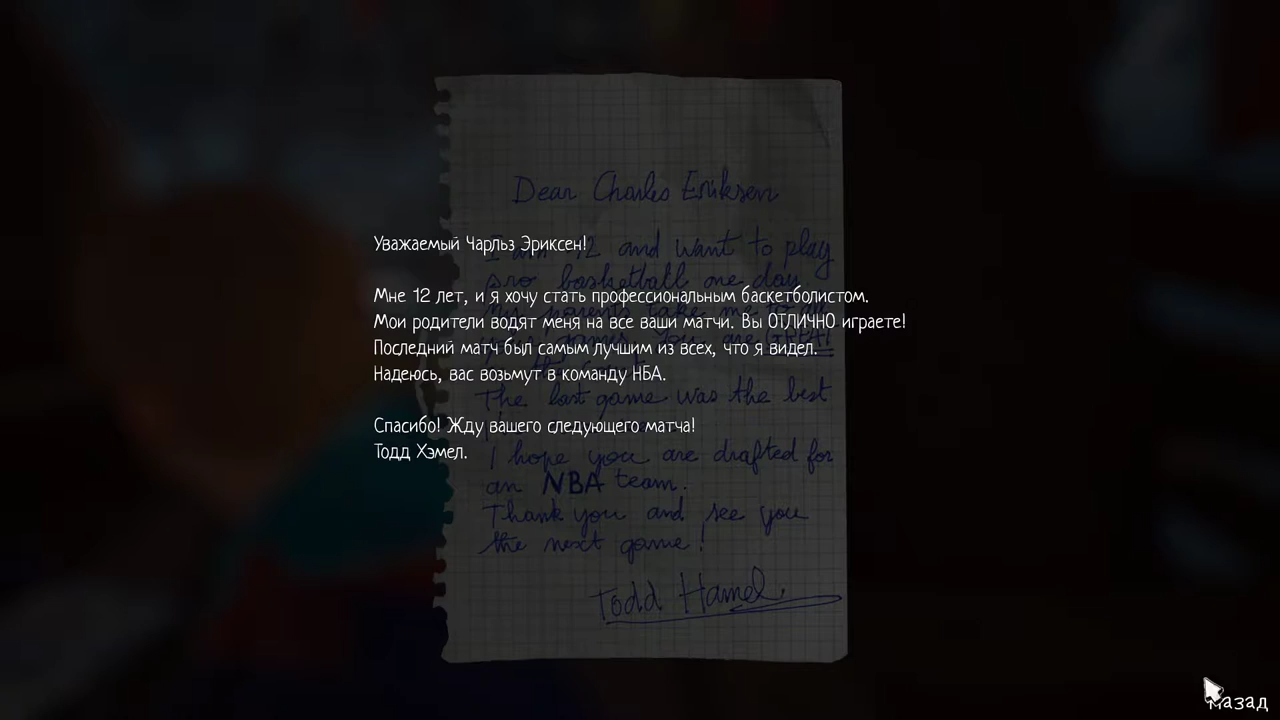 Dear Charles Eriksen
Уважаемый Чарльз Эриксен!
I am 12 and want to play
pro basketball one day.
Мне 12 лет, и я хочу стать профессиональным баскетболистом.
Мои родители водят меня на все ваши матчи. Вы ОТЛИЧНО играете!
Последний матч был самым лучшим из всех, что я видел.
Надеюсь, вас возьмут в команду НБА.
The last game was the best
Спасибо! Жду вашего следующего матча!
Тодд Хэмел.
I hope you are drafted for
an NBA team.
Thank you and see you
the next game!
Todd Hamel
Назад